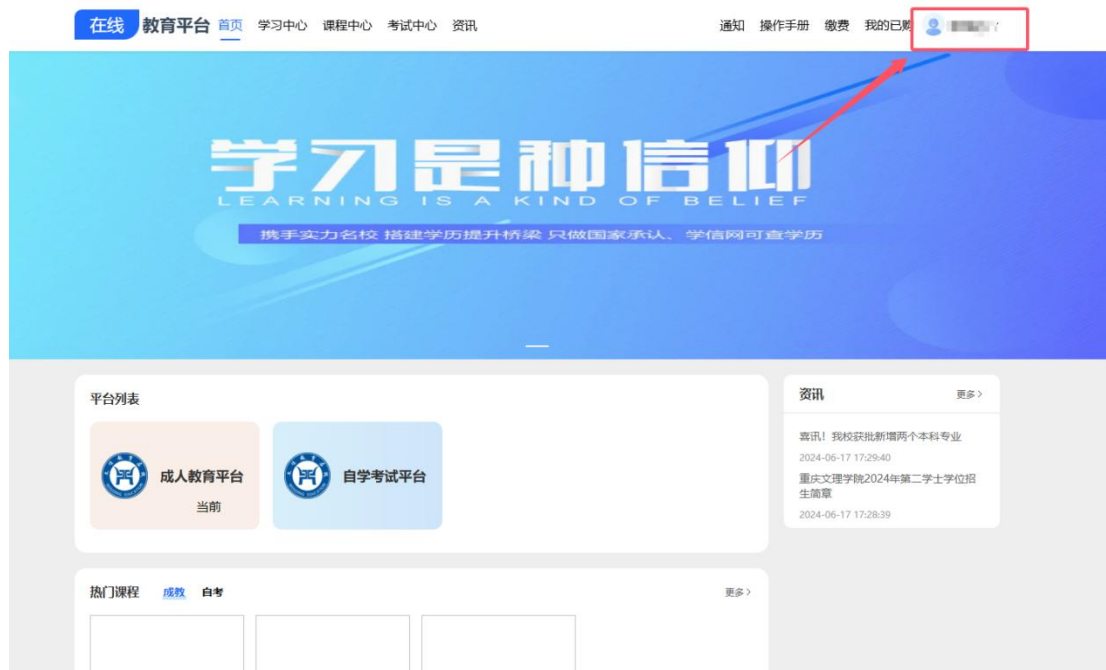 在线 教育平台 首页 学习中心 课程中心 考试中心 资讯 通知 操作手册 缴费 我的已购
学习是种信仰
LEARNING IS A KIND OF BELIEF
携手实力名校 搭建学历提升桥梁 只做国家承认、学信网可查学历
平台列表
成人教育平台
当前
自学考试平台
资讯 更多>
喜讯！我校获批新增两个本科专业
2024-06-17 17:29:40
重庆文理学院2024年第二学士学位招
生简章
2024-06-17 17:28:39
热门课程 成教 自考 更多>